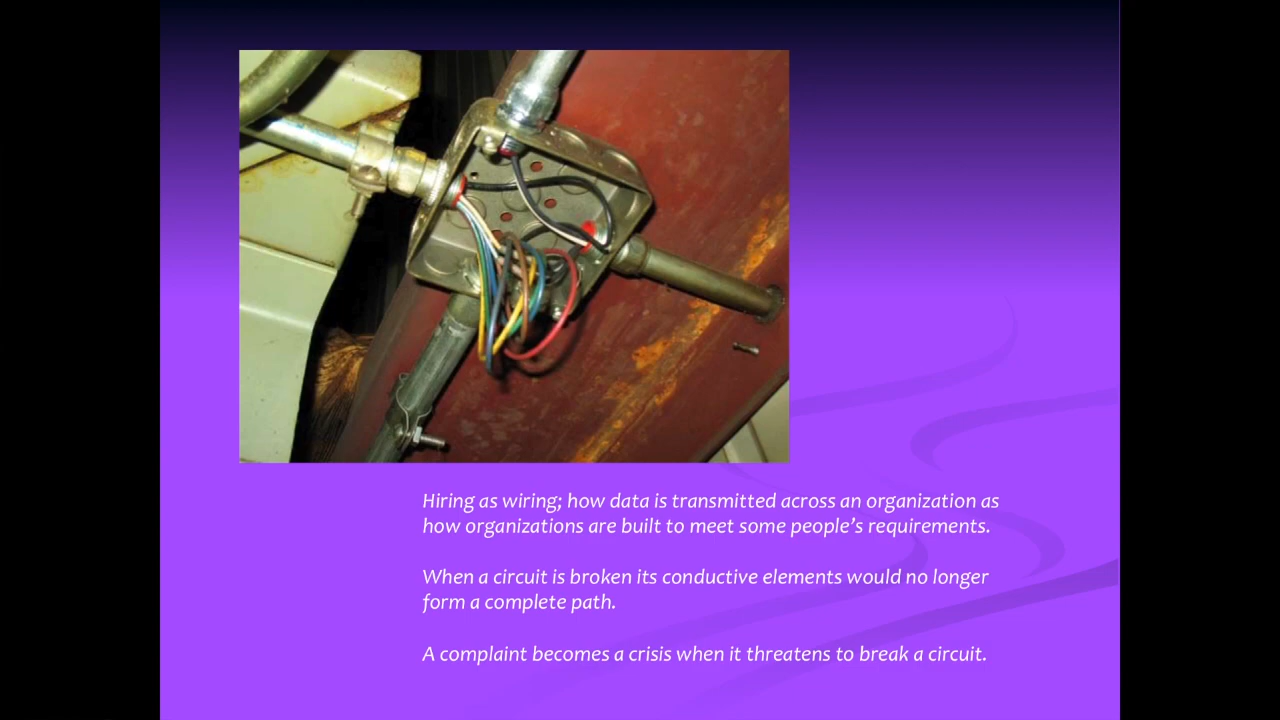 Hiring as wiring; how data is transmitted across an organization as
how organizations are built to meet some people’s requirements.
When a circuit is broken its conductive elements would no longer
form a complete path.
A complaint becomes a crisis when it threatens to break a circuit.